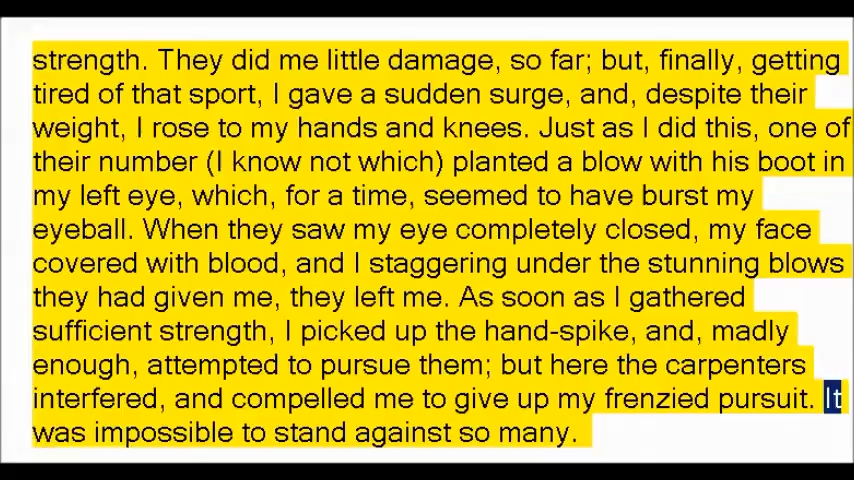 strength. They did me little damage, so far; but, finally, getting
tired of that sport, I gave a sudden surge, and, despite their
weight, I rose to my hands and knees. Just as I did this, one of
their number (I know not which) planted a blow with his boot in
my left eye, which, for a time, seemed to have burst my
eyeball. When they saw my eye completely closed, my face
covered with blood, and I staggering under the stunning blows
they had given me, they left me. As soon as I gathered
sufficient strength, I picked up the hand-spike, and, madly
enough, attempted to pursue them; but here the carpenters
interfered, and compelled me to give up my frenzied pursuit. It
was impossible to stand against so many.